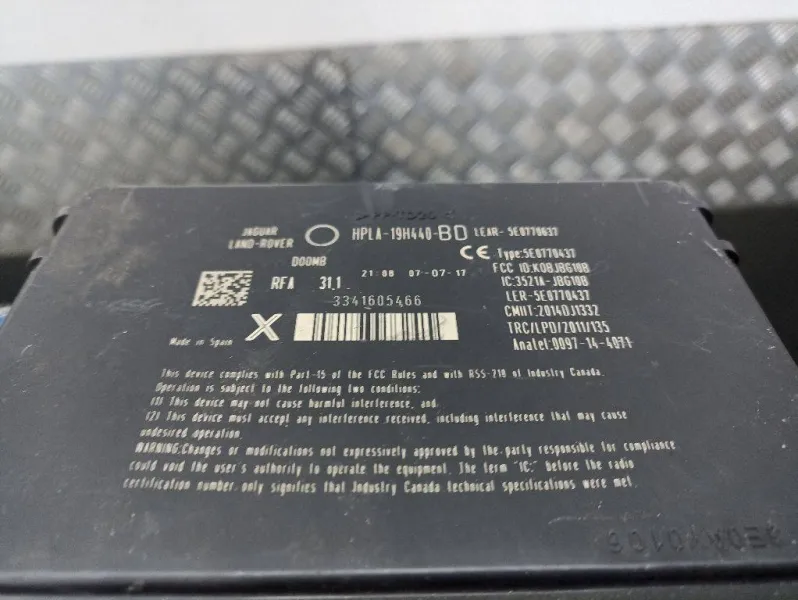 JAGUAR
LAND-ROVER
HPLA-19H440-BD LEAR-5E0770637
DOOMB
CE Type:5E0770437
FCC ID:KOBJBG10B
21:08 07-07-17
RFA 31.1
IC:3521A-JBG10B
3341605466
LER-5E0770437
CMIIT:2014DJ1332
X
TRC/LPD/2011/135
Made in Spain
Anatel:0097-14-4071
This device complies with Part-15 of the FCC Rules and with RSS-210 of Industry Canada.
Operation is subject to the following two conditions:
(1) This device may not cause harmful interference, and
(2) This device must accept any interference received, including interference that may cause
undesired operation.
WARNING:Changes or modifications not expressively approved by the party responsible for compliance
could void the user's authority to operate the equipment. The term "IC:" before the radio
certification number only signifies that Industry Canada technical specifications were met.